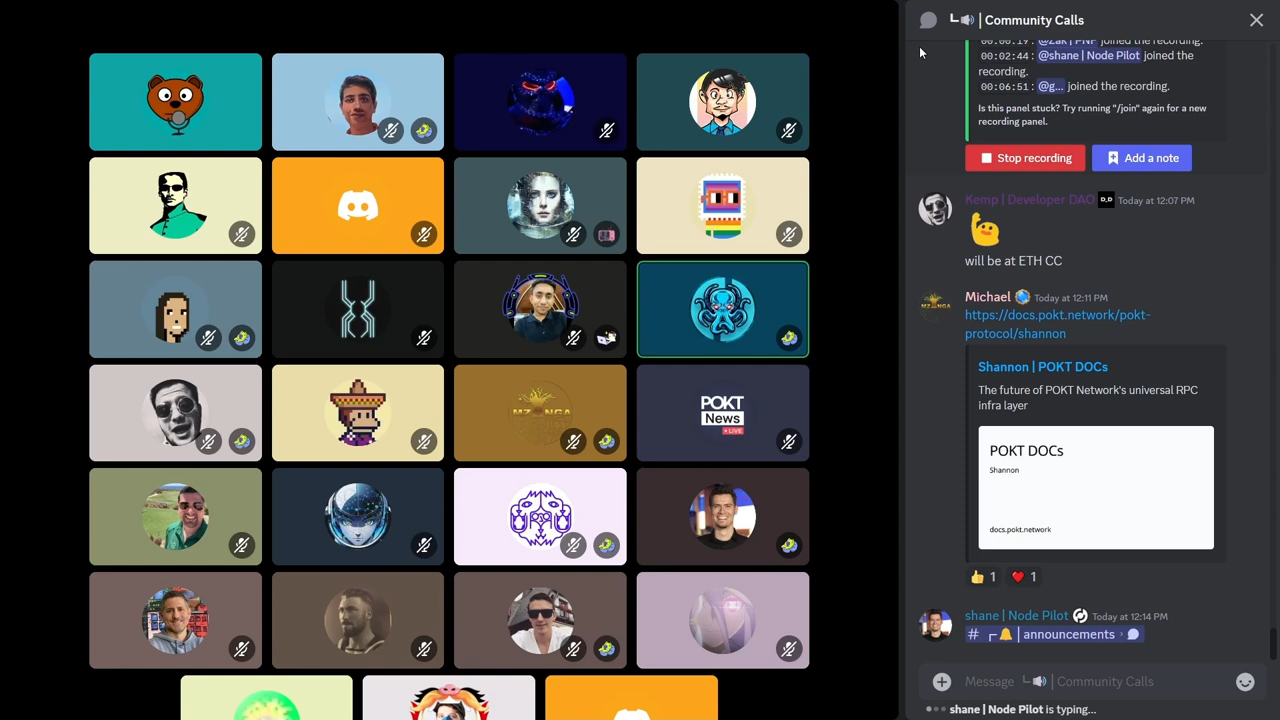 Community Calls
00:00:19: @Zak | PNF joined the recording.
00:02:44: @shane | Node Pilot joined the
recording.
00:06:51: @g... joined the recording.
Is this panel stuck? Try running "/join" again for a new
recording panel.
Stop recording
Add a note
Kemp | Developer DAO D_D Today at 12:07 PM
will be at ETH CC
Michael Today at 12:11 PM
https://docs.pokt.network/pokt-
protocol/shannon
Shannon | POKT DOCs
The future of POKT Network's universal RPC
infra layer
POKT DOCs
Shannon
docs.pokt.network
1 1
shane | Node Pilot Today at 12:14 PM
# announcements
Message Community Calls
shane | Node Pilot is typing...
MZONGA
POKT
News
LIVE